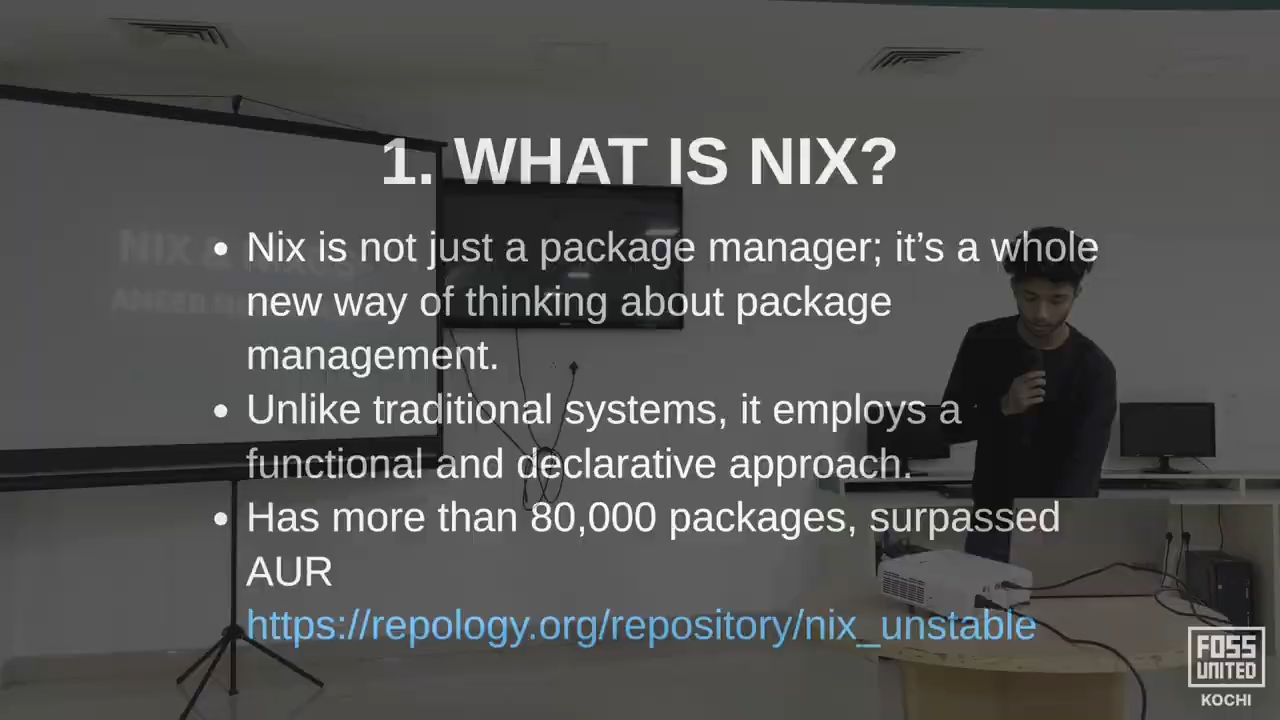 1. WHAT IS NIX?
• Nix is not just a package manager; it’s a whole
new way of thinking about package
management.
• Unlike traditional systems, it employs a
functional and declarative approach.
• Has more than 80,000 packages, surpassed
AUR
https://repology.org/repository/nix_unstable
NIX &
FOSS
UNITED
KOCHI